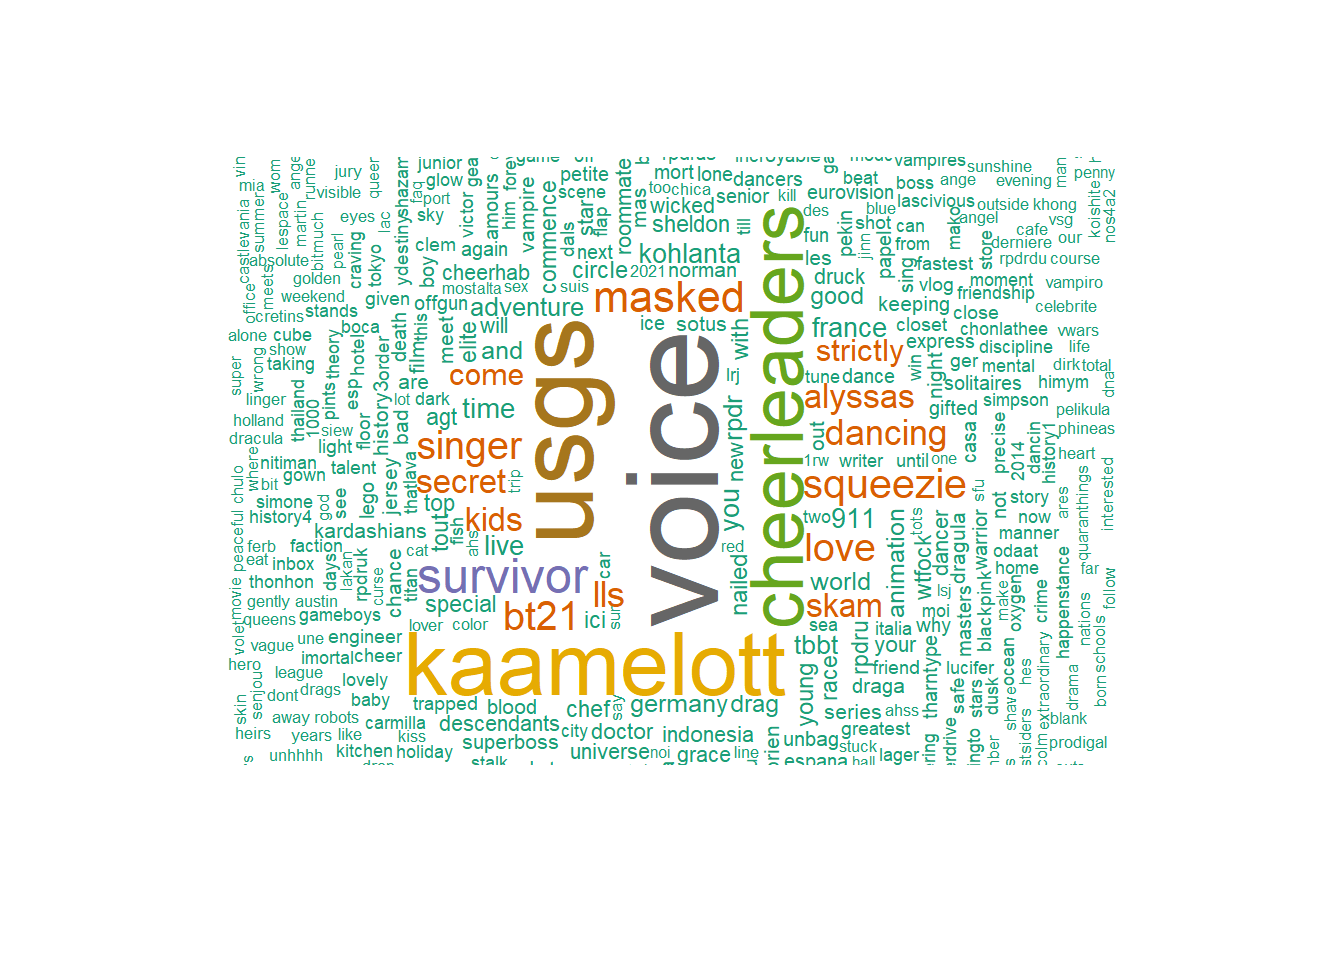 voice
cheerleaders
kaamelott
usgs
survivor
masked
squeezie
bt21
singer
dancing
love
lls
skam
secret
kids
alyssas
strictly
come
france
kohlanta
adventure
time
and
live
special
agt
top
tout
germany
drag
world
911
animation
wtfock
dancer
tbbt
race
young
rpdru
nailed
you
newrpdr
with
good
druck
keeping
express
closet
night
gifted
casa
out
dance
tune
writer
until
one
1rw
two
red
lrj
ice
sotus
norman
2021
circle
next
suis
sex
mostalta
cheerhab
commence
dals
star
flap
roommate
mas
sheldon
wicked
till
senior
dancers
lone
mort
too
chica
kill
des
fun
les
pekin
shot
jinn
blue
papel
can
from
sing
fastest
vlog
friendship
moment
store
mako
angel
lascivious
boss
eurovision
beat
vampires
sunshine
ange
evening
man
penny
outside
khong
koishite
nos4a2
vsg
cafe
our
derniere
rpdrdu
course
vampiro
celebrite
close
chonlathee
vwars
discipline
life
ger
mental
dirk
total
dna
solitaires
himym
simpson
win
pelikula
phineas
heart
dancin
history1
2014
precise
sfu
story
not
now
manner
warrior
dragula
tots
odaat
home
blackpink
oxygen
crime
happenstance
quaranthings
ares
interested
far
follow
nations
schools
born
drama
make
lsj
moi
why
masters
italia
sea
your
friend
lucifer
tharntype
draga
series
ahss
safe
dusk
stars
ocean
shave
hes
extraordinary
blank
prodigal
greatest
unbag
stuck
hall
lager
espana
line
grace
indonesia
noi
universe
doctor
city
say
chef
descendants
superboss
stalk
blood
trapped
holiday
kitchen
kiss
carmilla
like
years
unhhhh
away
robots
heirs
skin
senjou
dont
drags
baby
lovely
league
imortal
cheer
hero
vague
une
engineer
queens
gameboys
gently
austin
thonhon
lakan
curse
rpdruk
days
inbox
eat
ferb
faction
kardashians
history4
simone
god
see
lego
jersey
thatlava
bit
gown
talent
nitiman
where
light
floor
siew
dracula
holland
linger
thailand
1000
pints
esp
theory
hotel
history3
order
bad
lot
dark
are
film
this
death
boca
given
offgun
will
meet
elite
taking
show
wrong
super
alone
cube
cretins
stands
weekend
office
meets
golden
absolute
castlevania
summer
lespace
martin
bitmuch
pearl
craving
tokyo
ydestiny
shazam
boy
clem
again
sky
lac
eyes
visible
mia
jury
queer
faq
port
glow
junior
victor
amours
him
vampire
scene
petite
car
trip
fish
ahs
cat
chance
titan
lover
color
ici
sur
movie
peaceful
chulo